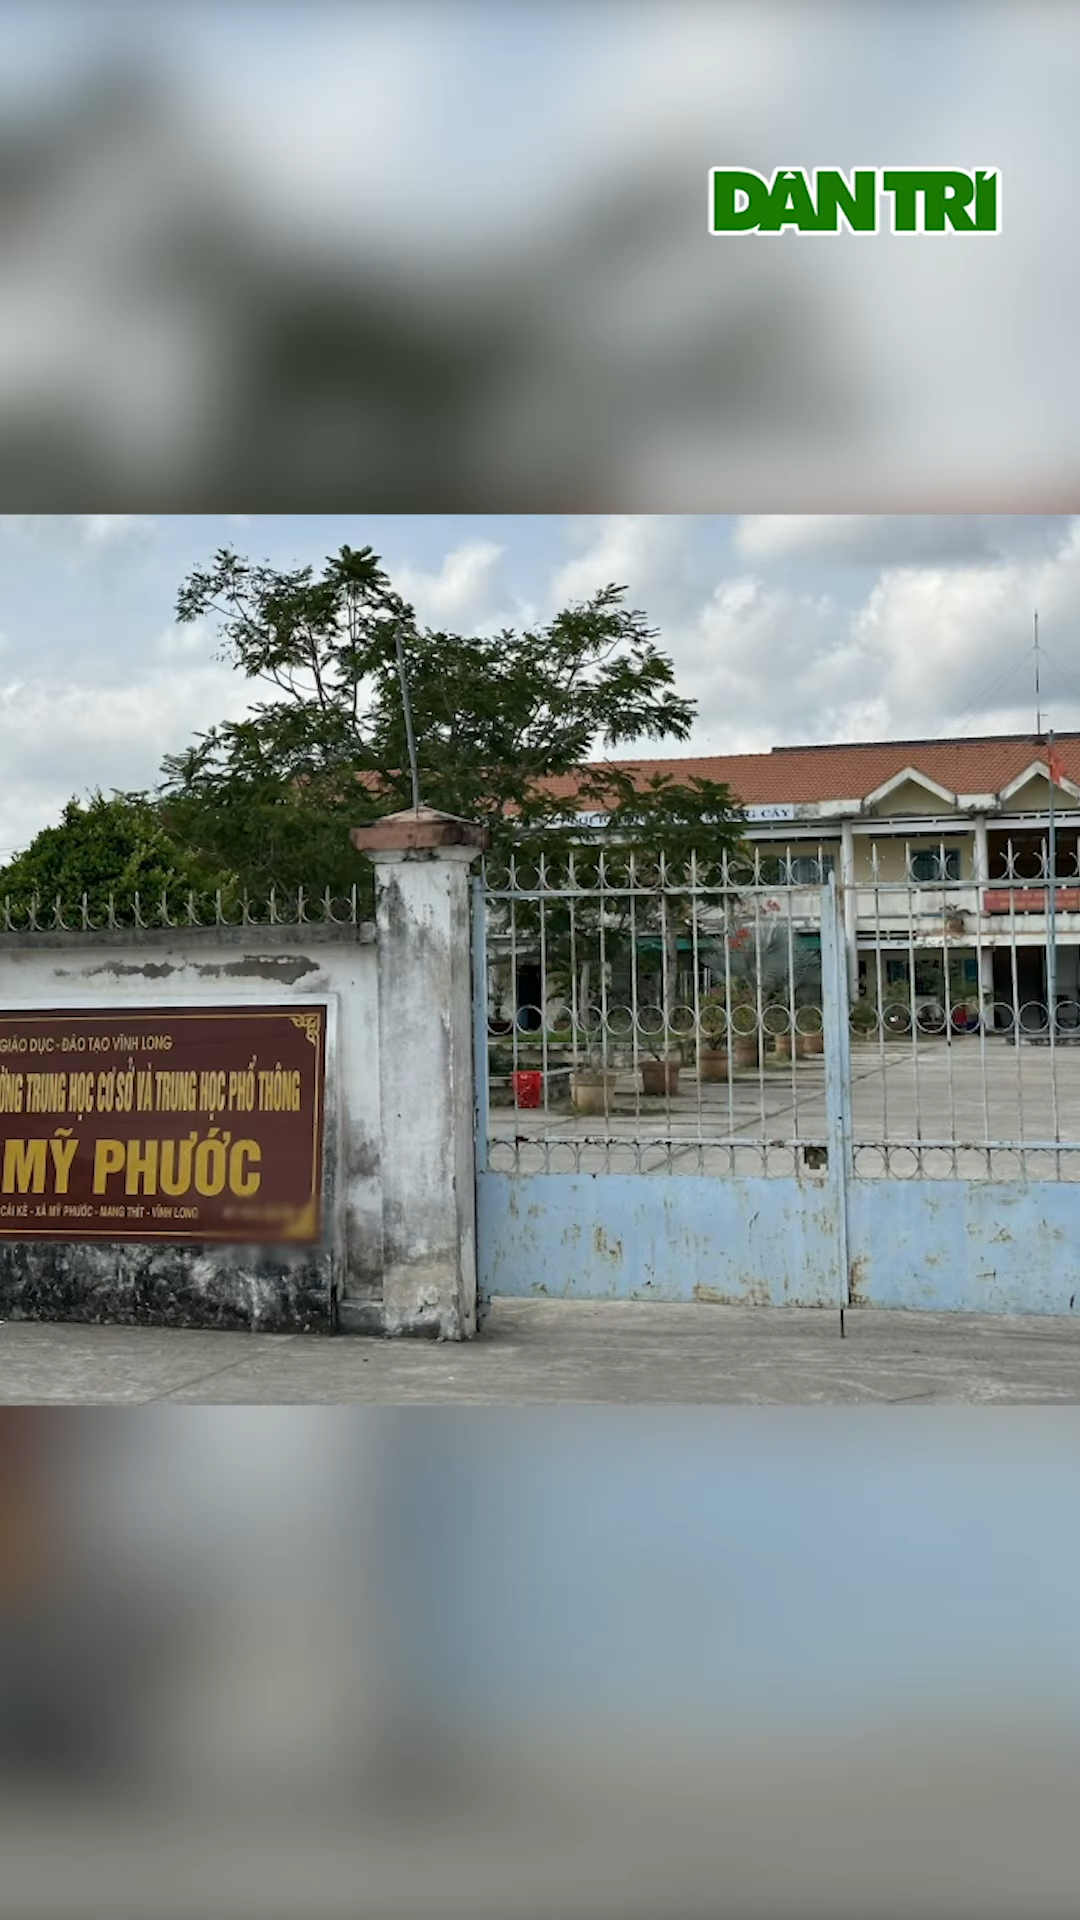 DÂN TRÍ
CÂY
GIÁO DỤC - ĐÀO TẠO VĨNH LONG
TRUNG HỌC CƠ SỞ VÀ TRUNG HỌC PHỔ THÔNG
MỸ PHƯỚC
CÁI KÈ - XÃ MỸ PHƯỚC - MANG THÍT - VĨNH LONG